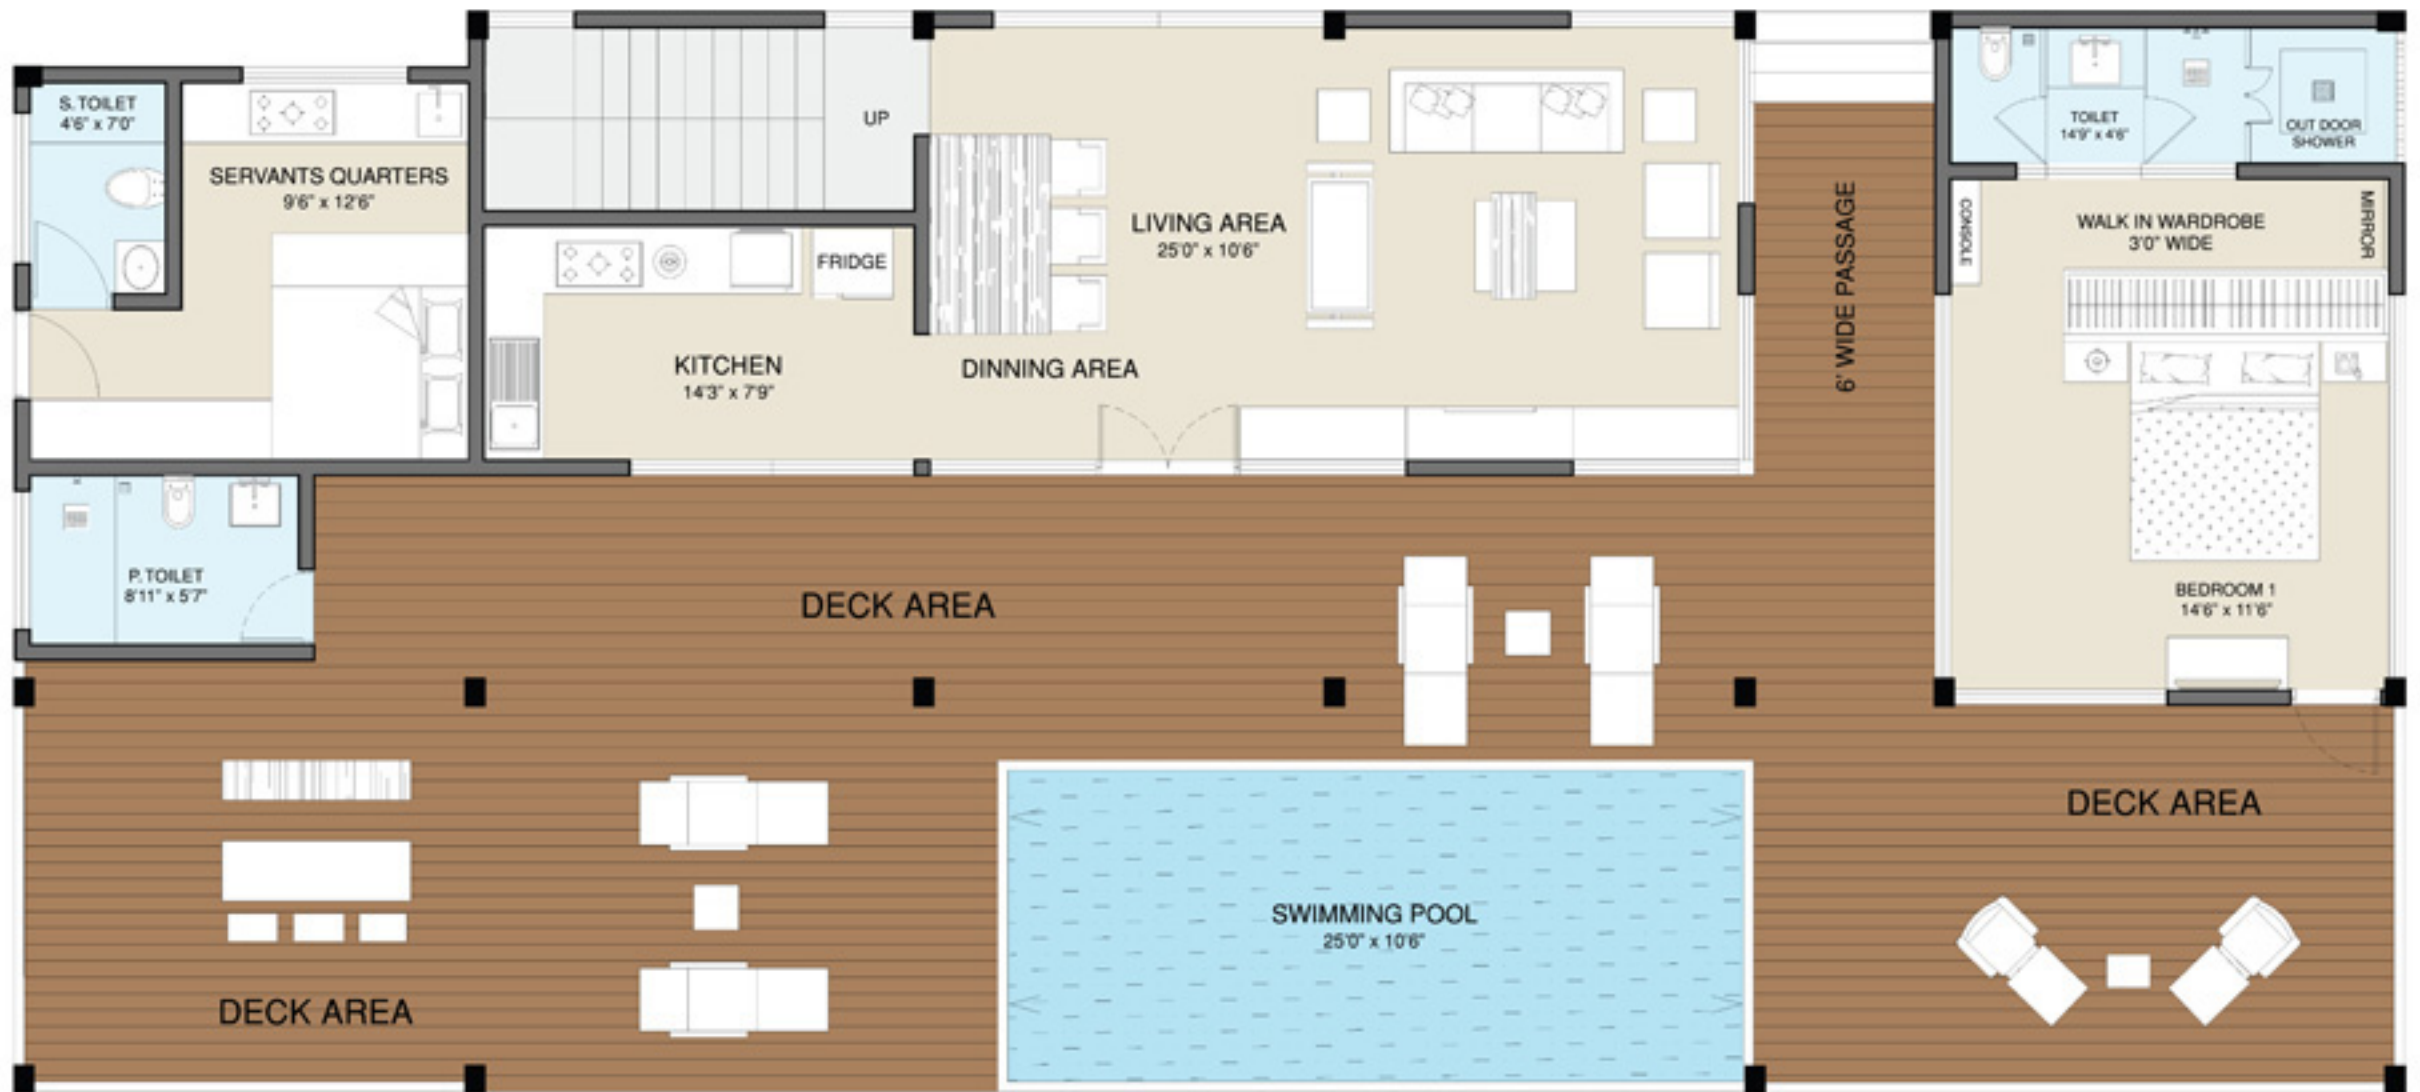 S. TOILET
4'6" x 7'0"
SERVANTS QUARTERS
9'6" x 12'6"
UP
LIVING AREA
25'0" x 10'6"
FRIDGE
KITCHEN
14'3" x 7'9"
DINNING AREA
6' WIDE PASSAGE
TOILET
14'9" x 4'6"
OUT DOOR
SHOWER
CONSOLE
WALK IN WARDROBE
3'0" WIDE
MIRROR
BEDROOM 1
14'6" x 11'6"
P. TOILET
8'11" x 5'7"
DECK AREA
DECK AREA
SWIMMING POOL
25'0" x 10'6"
DECK AREA